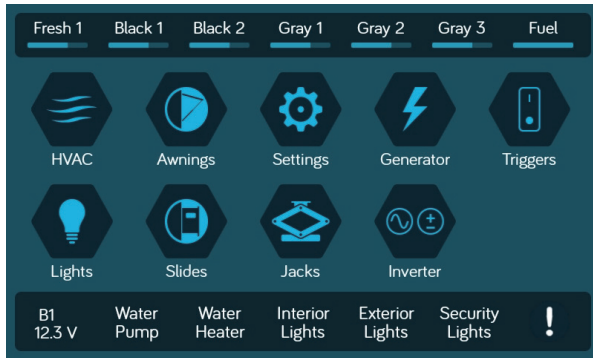 Fresh 1 Black 1 Black 2 Gray 1 Gray 2 Gray 3 Fuel
HVAC Awnings Settings Generator Triggers
Lights Slides Jacks Inverter
B1 Water Water Interior Exterior Security
12.3 V Pump Heater Lights Lights Lights !